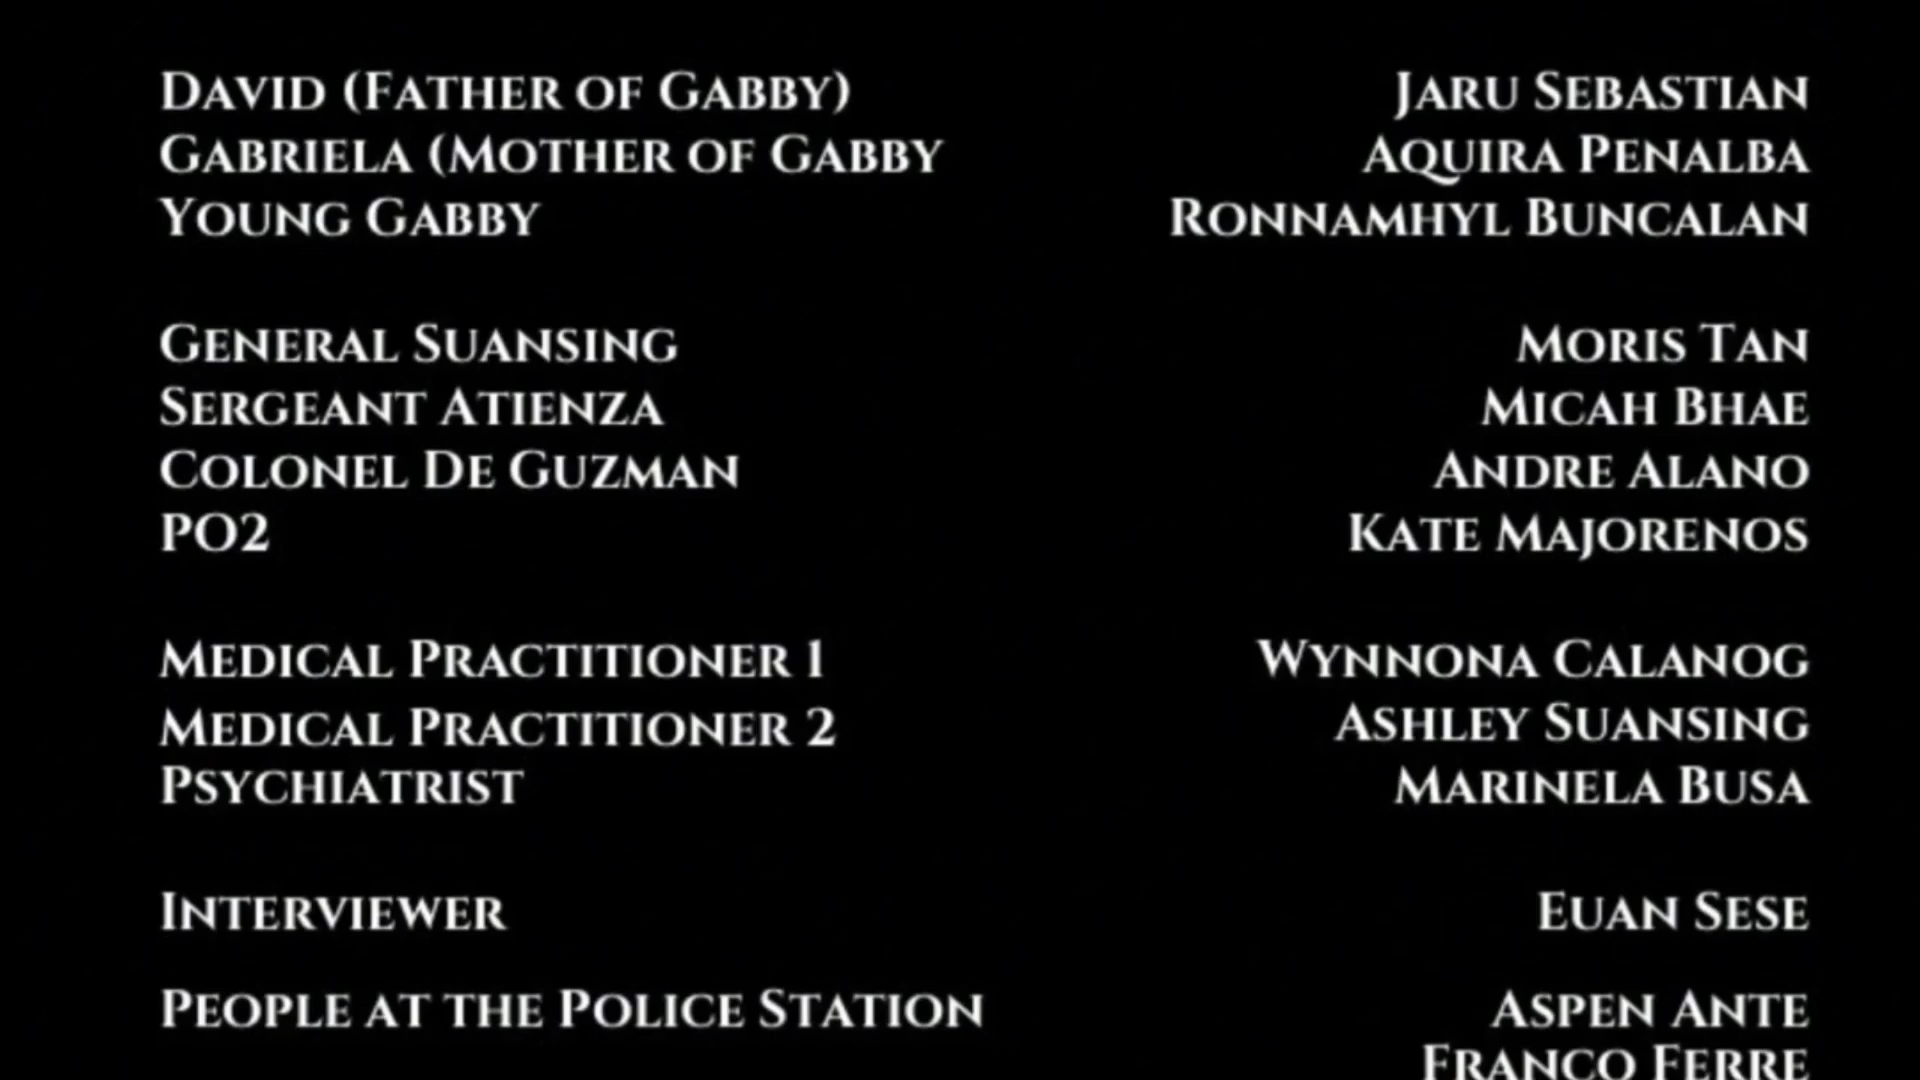 David (Father of Gabby) Jaru Sebastian
Gabriela (Mother of Gabby Aquira Penalba
Young Gabby Ronnamhyl Buncalan
General Suansing Moris Tan
Sergeant Atienza Micah Bhae
Colonel De Guzman Andre Alano
PO2 Kate Majorenos
Medical Practitioner 1 Wynnona Calanog
Medical Practitioner 2 Ashley Suansing
Psychiatrist Marinela Busa
Interviewer Euan Sese
People at the Police Station Aspen Ante
Franco Ferre